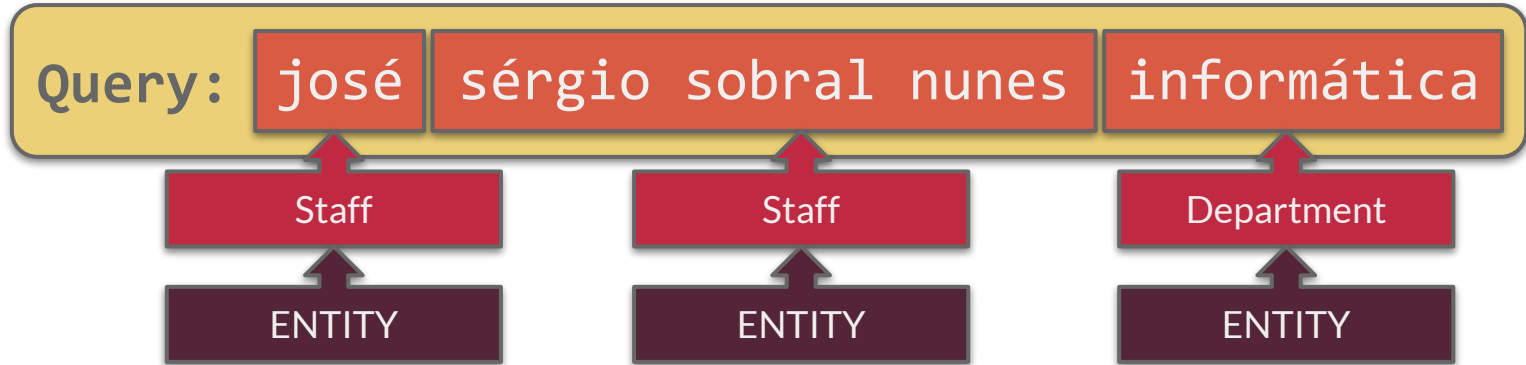 Query: josé sérgio sobral nunes informática
Staff Staff Department
ENTITY ENTITY ENTITY